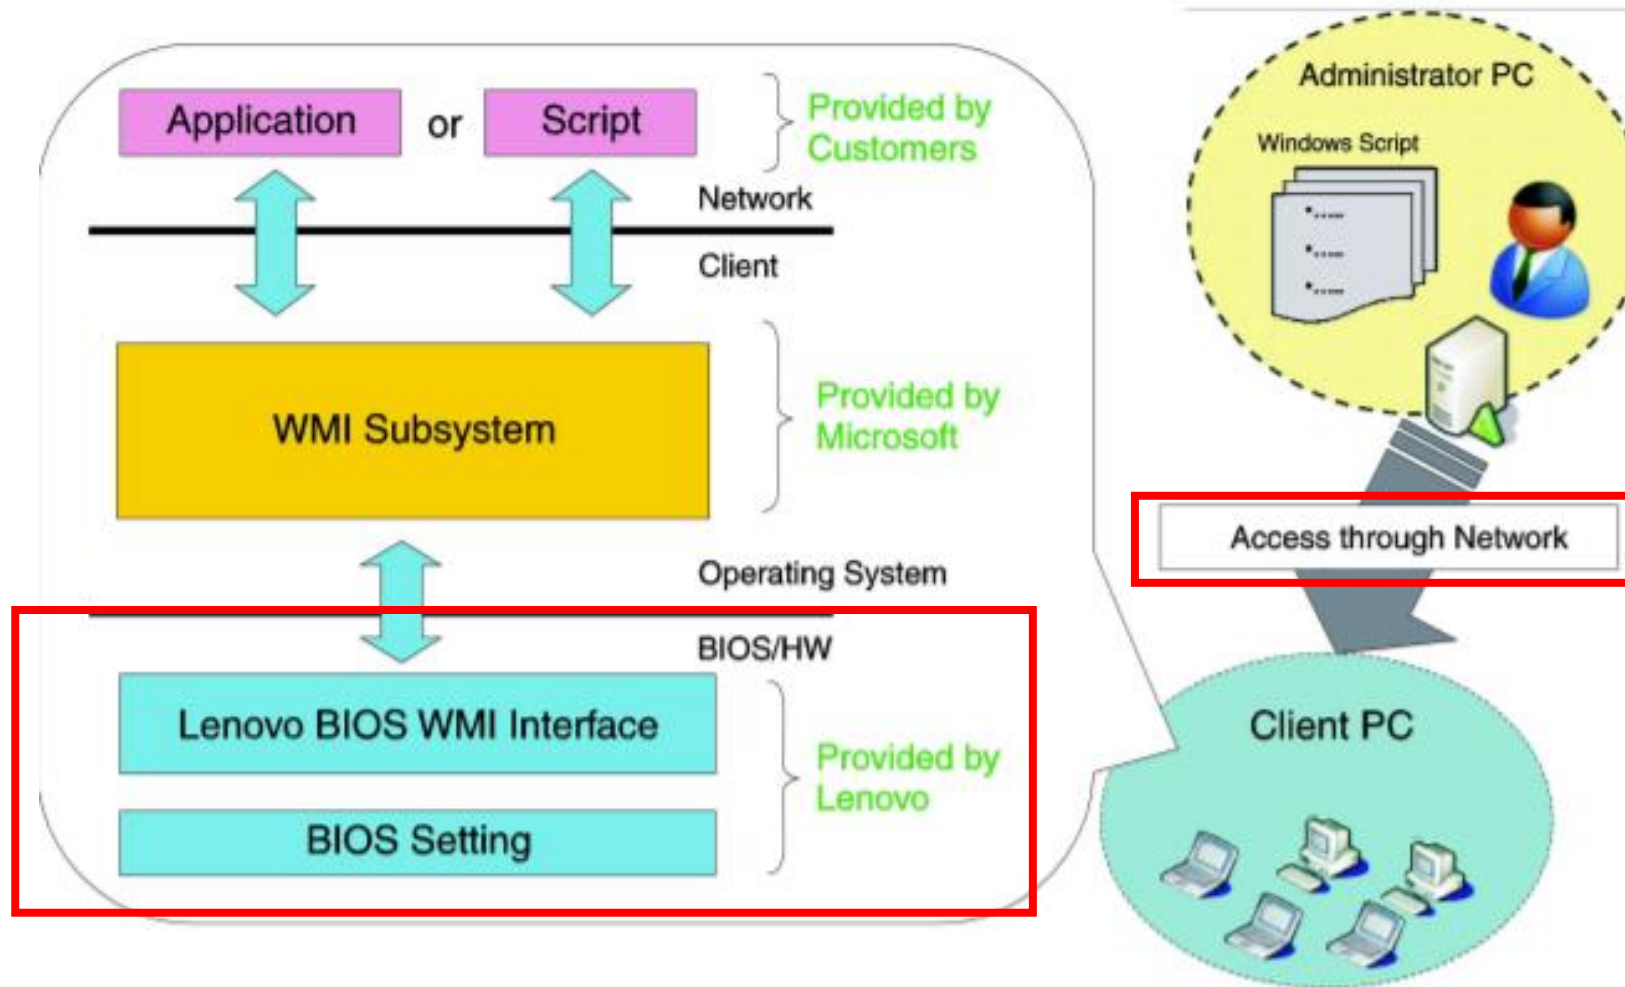 Application
or
Script
Provided by
Customers
Network
Client
WMI Subsystem
Provided by
Microsoft
Operating System
BIOS/HW
Lenovo BIOS WMI Interface
BIOS Setting
Provided by
Lenovo
Administrator PC
Windows Script
Access through Network
Client PC